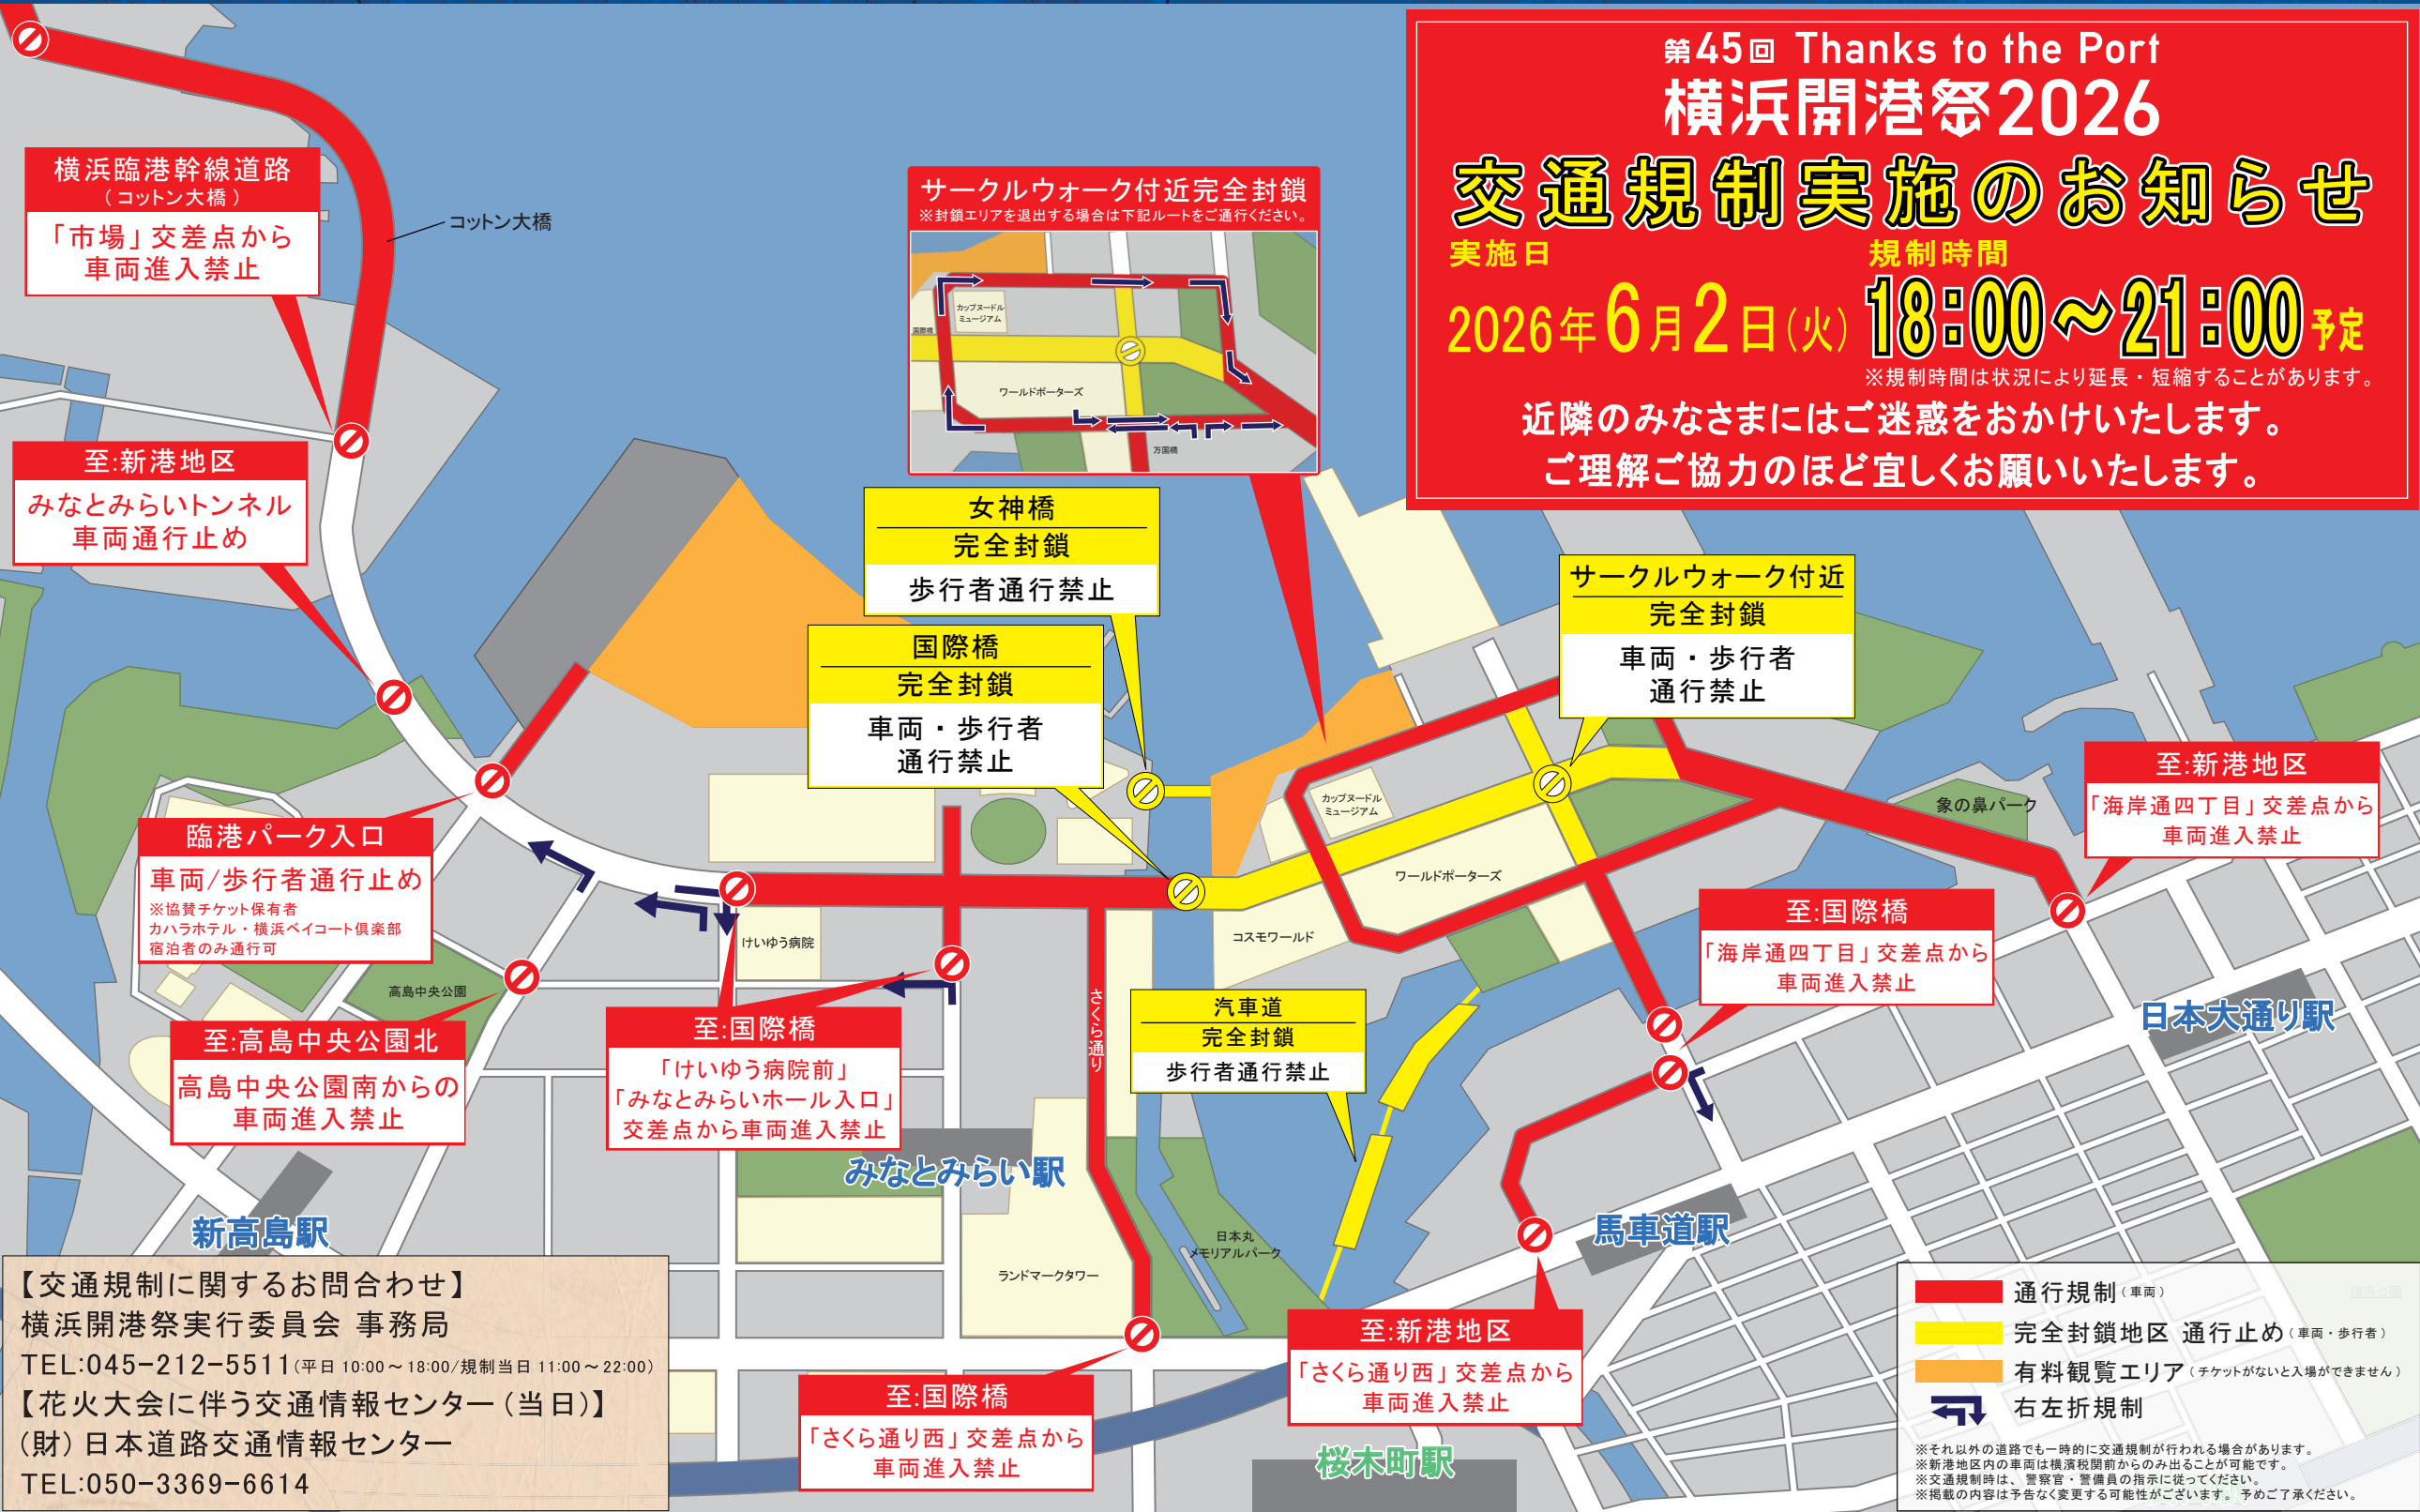 第45回 Thanks to the Port
横浜開港祭2026
交通規制実施のお知らせ
実施日
2026年6月2日(火)
規制時間
18:00～21:00予定
※規制時間は状況により延長・短縮することがあります。
近隣のみなさまにはご迷惑をおかけいたします。
ご理解ご協力のほど宜しくお願いいたします。
横浜臨港幹線道路
(コットン大橋)
「市場」交差点から
車両進入禁止
コットン大橋
至:新港地区
みなとみらいトンネル
車両通行止め
サークルウォーク付近完全封鎖
※封鎖エリアを退出する場合は下記ルートをご通行ください。
カップヌードル
ミュージアム
国際橋
ワールドポーターズ
万国橋
女神橋
完全封鎖
歩行者通行禁止
国際橋
完全封鎖
車両・歩行者
通行禁止
サークルウォーク付近
完全封鎖
車両・歩行者
通行禁止
至:新港地区
「海岸通四丁目」交差点から
車両進入禁止
象の鼻パーク
カップヌードル
ミュージアム
ワールドポーターズ
臨港パーク入口
車両/歩行者通行止め
※協賛チケット保有者
カハラホテル・横浜ベイコート倶楽部
宿泊者のみ通行可
けいゆう病院
コスモワールド
至:国際橋
「海岸通四丁目」交差点から
車両進入禁止
高島中央公園
さくら通り
汽車道
完全封鎖
歩行者通行禁止
日本大通り駅
至:高島中央公園北
高島中央公園南からの
車両進入禁止
至:国際橋
「けいゆう病院前」
「みなとみらいホール入口」
交差点から車両進入禁止
みなとみらい駅
新高島駅
日本丸
メモリアルパーク
ランドマークタワー
馬車道駅
至:新港地区
「さくら通り西」交差点から
車両進入禁止
至:国際橋
「さくら通り西」交差点から
車両進入禁止
桜木町駅
横浜公園
【交通規制に関するお問合わせ】
横浜開港祭実行委員会 事務局
TEL:045-212-5511(平日 10:00～18:00/規制当日 11:00～22:00)
【花火大会に伴う交通情報センター(当日)】
(財)日本道路交通情報センター
TEL:050-3369-6614
通行規制(車両)
完全封鎖地区 通行止め(車両・歩行者)
有料観覧エリア(チケットがないと入場ができません)
右左折規制
※それ以外の道路でも一時的に交通規制が行われる場合があります。
※新港地区内の車両は横濱税関前からのみ出ることが可能です。
※交通規制時は、警察官・警備員の指示に従ってください。
※掲載の内容は予告なく変更する可能性がございます。予めご了承ください。